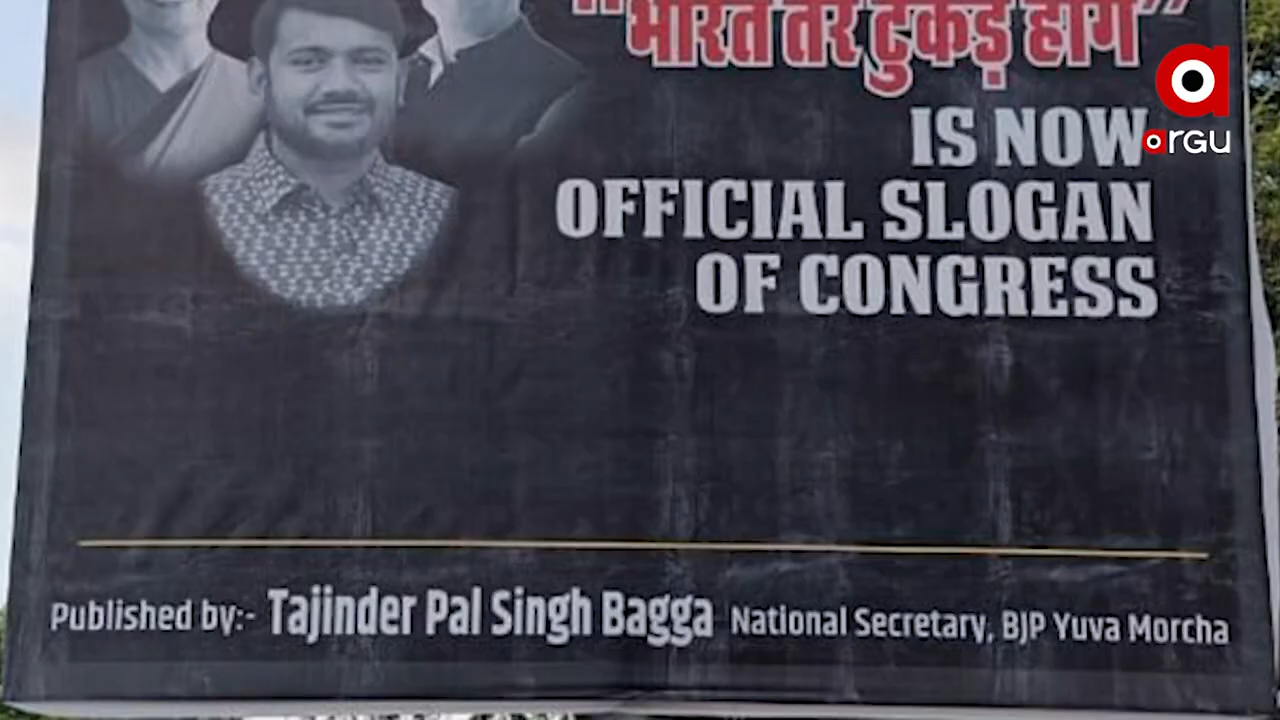 "भारत तेरे टुकड़े होंगे"
IS NOW
OFFICIAL SLOGAN
OF CONGRESS
Published by:- Tajinder Pal Singh Bagga National Secretary, BJP Yuva Morcha
a
argu